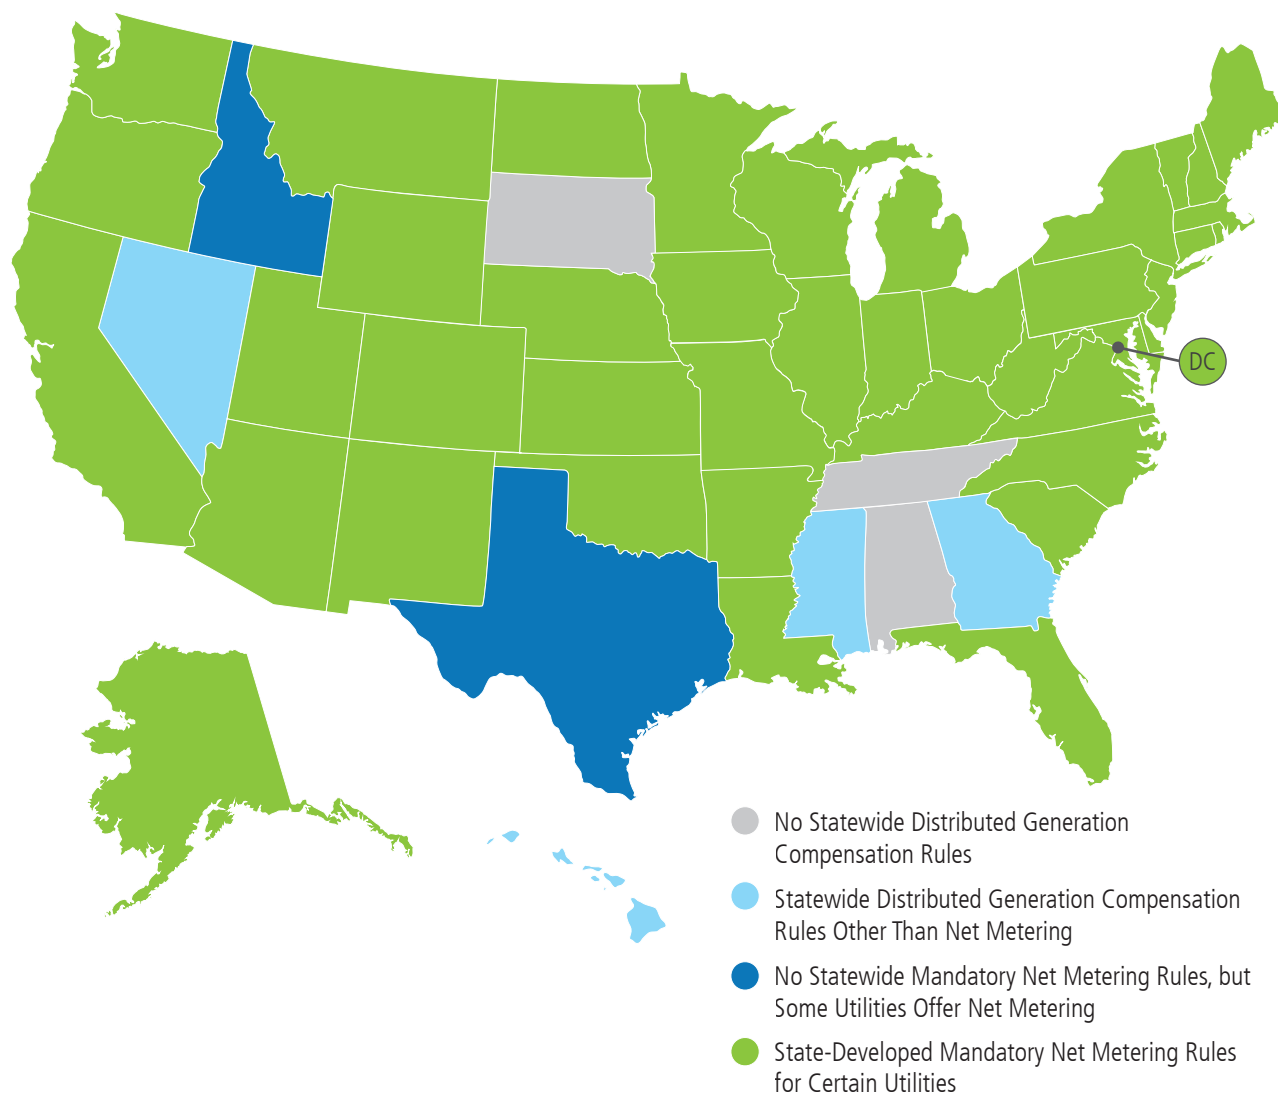 DC
No Statewide Distributed Generation
Compensation Rules
Statewide Distributed Generation Compensation
Rules Other Than Net Metering
No Statewide Mandatory Net Metering Rules, but
Some Utilities Offer Net Metering
State-Developed Mandatory Net Metering Rules
for Certain Utilities